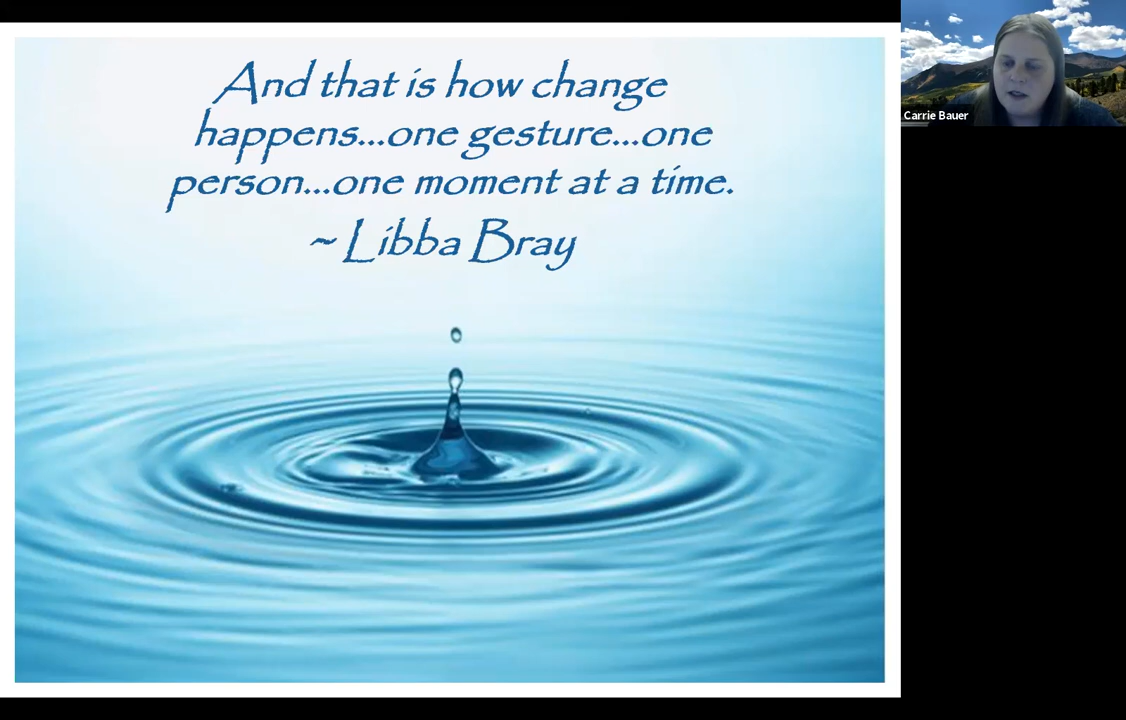 And that is how change
happens...one gesture...one
person...one moment at a time.
~ Libba Bray
Carrie Bauer